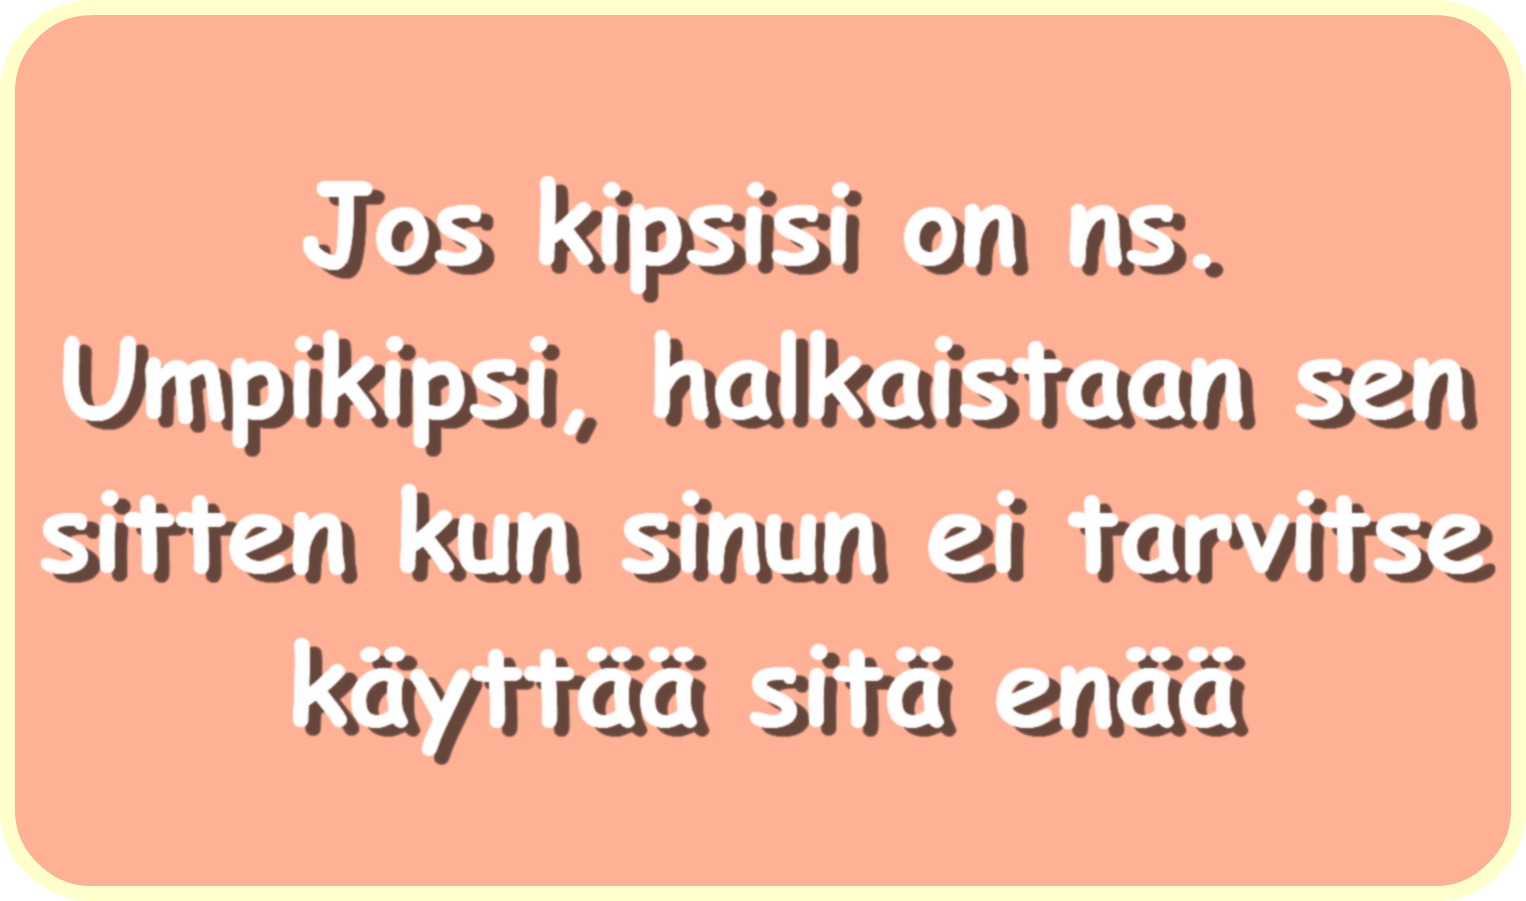 Jos kipsisi on ns.
Umpikipsi, halkaistaan sen
sitten kun sinun ei tarvitse
käyttää sitä enää